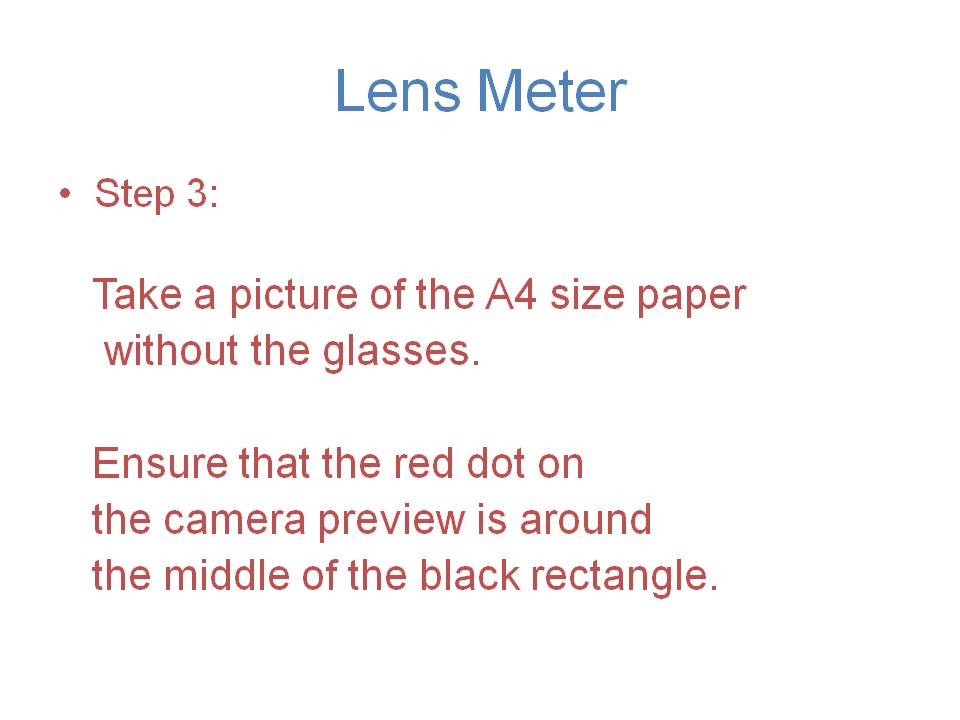 Lens Meter
• Step 3:
Take a picture of the A4 size paper
without the glasses.
Ensure that the red dot on
the camera preview is around
the middle of the black rectangle.